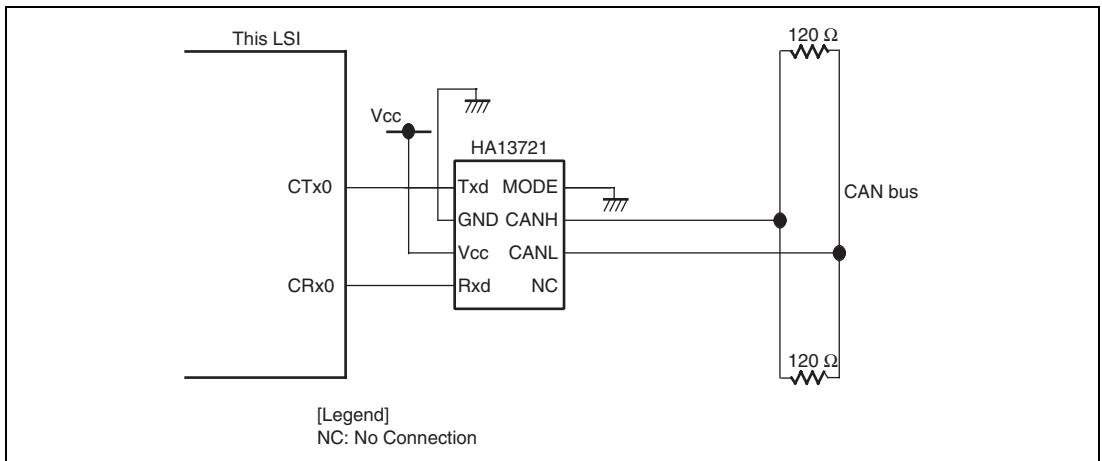 This LSI
120 Ω
Vcc
HA13721
CTx0
Txd MODE
CAN bus
GND CANH
Vcc CANL
CRx0
Rxd NC
120 Ω
[Legend]
NC: No Connection